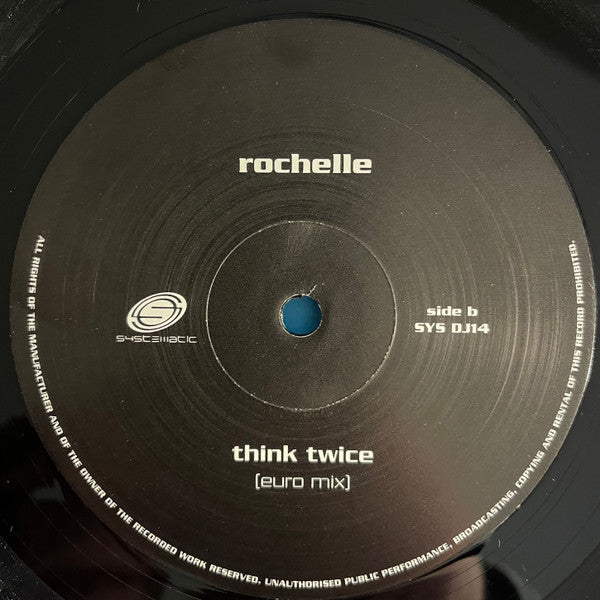 rochelle
systematic
side b
SYS DJ14
think twice
(euro mix)
ALL RIGHTS OF THE MANUFACTURER AND OF THE OWNER OF THE RECORDED WORK RESERVED. UNAUTHORISED PUBLIC PERFORMANCE, BROADCASTING, COPYING AND RENTAL OF THIS RECORD PROHIBITED.